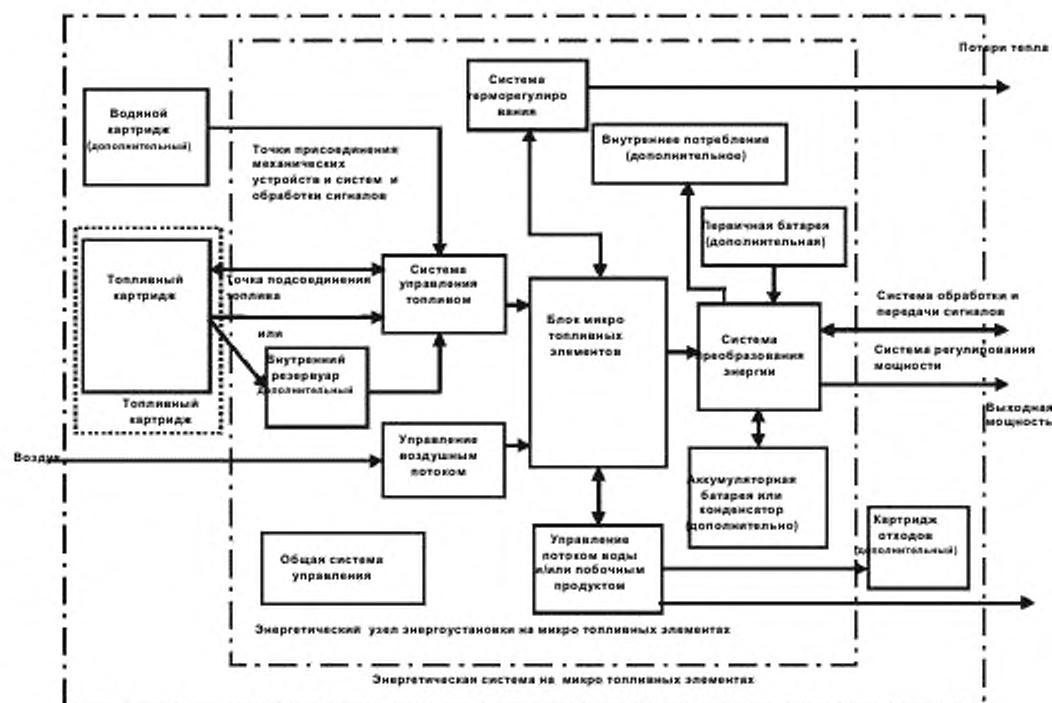 Потери тепла
Система
терморегулиро
вания
Водяной
картридж
(дополнительный)
Внутреннее потребление
(дополнительное)
Точки присоединения
механических
устройств и систем и
обработки сигналов
Первичная батарея
(дополнительная)
Топливный
картридж
Точка подсоединения
топлива
или
Система
управления
топливом
Блок микро
топливных
элементов
Система обработки и
передачи сигналов
Система
преобразования
энергии
Система регулирования
мощности
Внутренний
резервуар
дополнительный
Топливный
картридж
Выходная
мощность
Воздух
Управление
воздушным
потоком
Аккумуляторная
батарея или
конденсатор
(дополнительно)
Картридж
отходов
(дополнительный)
Общая система
управления
Управление
потоком воды
и/или побочным
продуктом
Энергетический узел энергоустановки на микро топливных элементах
Энергетическая система на микро топливных элементах